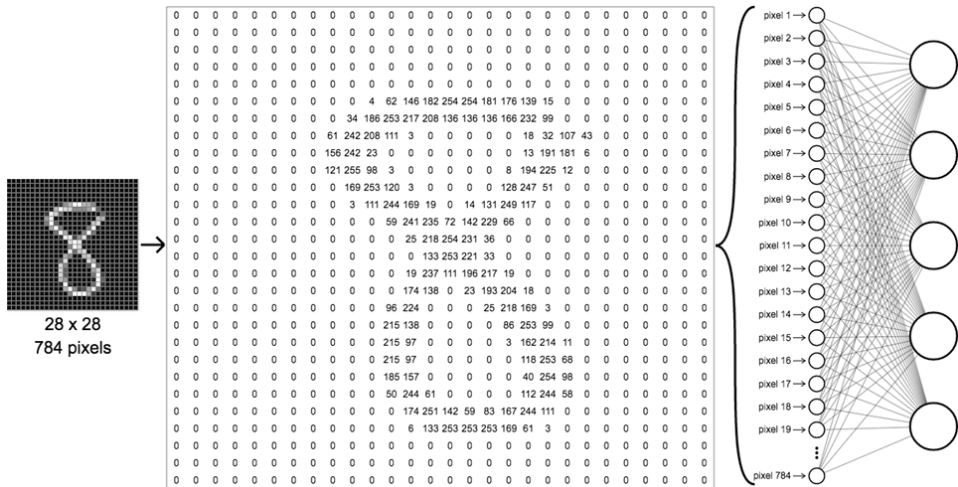 0 0 0 0 0 0 0 0 0 0 0 0 0 0 0 0 0 0 0 0 0 0 0 0 0 0 0 0
0 0 0 0 0 0 0 0 0 0 0 0 0 0 0 0 0 0 0 0 0 0 0 0 0 0 0 0
0 0 0 0 0 0 0 0 0 0 0 0 0 0 0 0 0 0 0 0 0 0 0 0 0 0 0 0
0 0 0 0 0 0 0 0 0 0 0 0 0 0 0 0 0 0 0 0 0 0 0 0 0 0 0 0
0 0 0 0 0 0 0 0 0 0 0 0 0 0 0 0 0 0 0 0 0 0 0 0 0 0 0 0
0 0 0 0 0 0 0 0 0 0 4 62 146 182 254 254 181 176 139 15 0 0 0 0 0 0 0 0
0 0 0 0 0 0 0 0 0 34 186 253 217 208 136 136 136 166 232 99 0 0 0 0 0 0 0 0
0 0 0 0 0 0 0 0 61 242 208 111 3 0 0 0 0 0 18 32 107 43 0 0 0 0 0 0
0 0 0 0 0 0 0 0 156 242 23 0 0 0 0 0 0 0 13 191 181 6 0 0 0 0 0 0
0 0 0 0 0 0 0 0 121 255 98 3 0 0 0 0 0 8 194 225 12 0 0 0 0 0 0 0
0 0 0 0 0 0 0 0 0 169 253 120 3 0 0 0 0 128 247 51 0 0 0 0 0 0 0 0
0 0 0 0 0 0 0 0 0 3 111 244 169 19 0 14 131 249 117 0 0 0 0 0 0 0 0 0
0 0 0 0 0 0 0 0 0 0 0 59 241 235 72 142 229 66 0 0 0 0 0 0 0 0 0 0
0 0 0 0 0 0 0 0 0 0 0 0 25 218 254 231 36 0 0 0 0 0 0 0 0 0 0 0
0 0 0 0 0 0 0 0 0 0 0 0 0 133 253 221 33 0 0 0 0 0 0 0 0 0 0 0
0 0 0 0 0 0 0 0 0 0 0 0 19 237 111 196 217 19 0 0 0 0 0 0 0 0 0 0
0 0 0 0 0 0 0 0 0 0 0 0 174 138 0 23 193 204 18 0 0 0 0 0 0 0 0 0
0 0 0 0 0 0 0 0 0 0 0 96 224 0 0 0 25 218 169 3 0 0 0 0 0 0 0 0
0 0 0 0 0 0 0 0 0 0 0 215 138 0 0 0 0 86 253 99 0 0 0 0 0 0 0 0
0 0 0 0 0 0 0 0 0 0 0 215 97 0 0 0 0 3 162 214 11 0 0 0 0 0 0 0
0 0 0 0 0 0 0 0 0 0 0 215 97 0 0 0 0 0 118 253 68 0 0 0 0 0 0 0
0 0 0 0 0 0 0 0 0 0 0 185 157 0 0 0 0 0 40 254 98 0 0 0 0 0 0 0
0 0 0 0 0 0 0 0 0 0 0 50 244 61 0 0 0 0 112 244 58 0 0 0 0 0 0 0
0 0 0 0 0 0 0 0 0 0 0 0 174 251 142 59 83 167 244 111 0 0 0 0 0 0 0 0
0 0 0 0 0 0 0 0 0 0 0 0 6 133 253 253 253 169 61 3 0 0 0 0 0 0 0 0
0 0 0 0 0 0 0 0 0 0 0 0 0 0 0 0 0 0 0 0 0 0 0 0 0 0 0 0
0 0 0 0 0 0 0 0 0 0 0 0 0 0 0 0 0 0 0 0 0 0 0 0 0 0 0 0
0 0 0 0 0 0 0 0 0 0 0 0 0 0 0 0 0 0 0 0 0 0 0 0 0 0 0 0
28 x 28
784 pixels
pixel 1
pixel 2
pixel 3
pixel 4
pixel 5
pixel 6
pixel 7
pixel 8
pixel 9
pixel 10
pixel 11
pixel 12
pixel 13
pixel 14
pixel 15
pixel 16
pixel 17
pixel 18
pixel 19
pixel 784